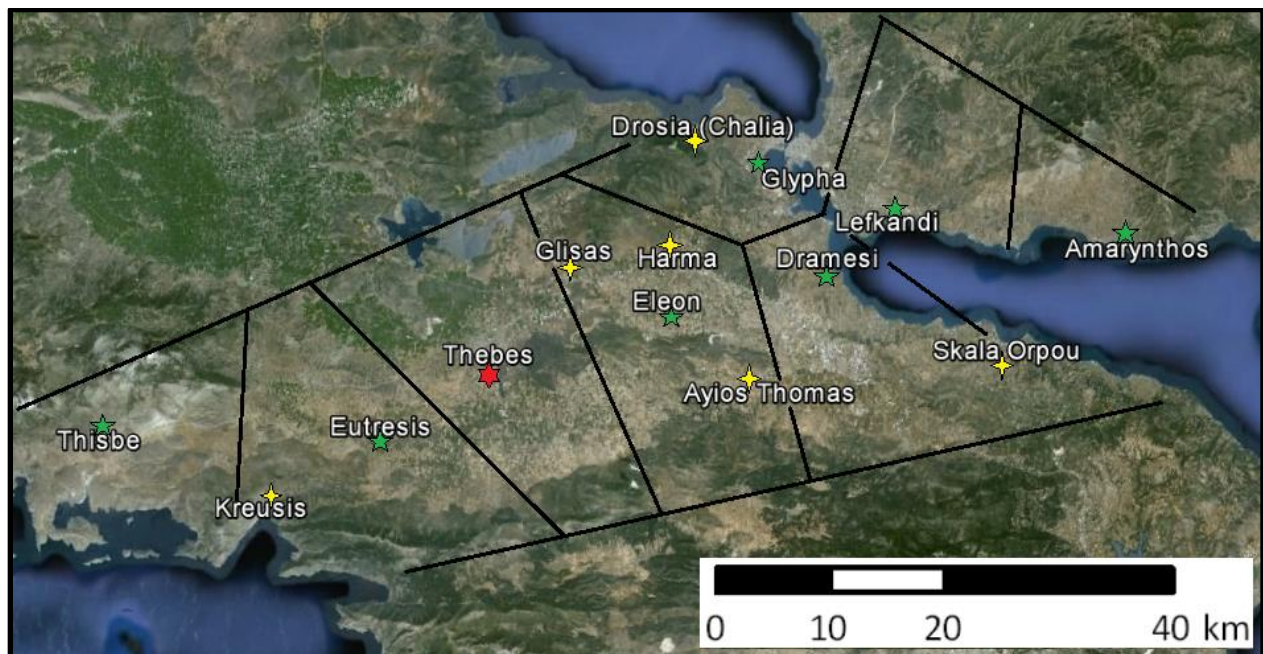 Drosia (Chalia)
Glypha
Lefkandi
Amarynthos
Glisas
Harma
Dramesi
Eleon
Thebes
Skala Orpou
Ayios Thomas
Thisbe
Eutresis
Kreusis
0 10 20 40 km